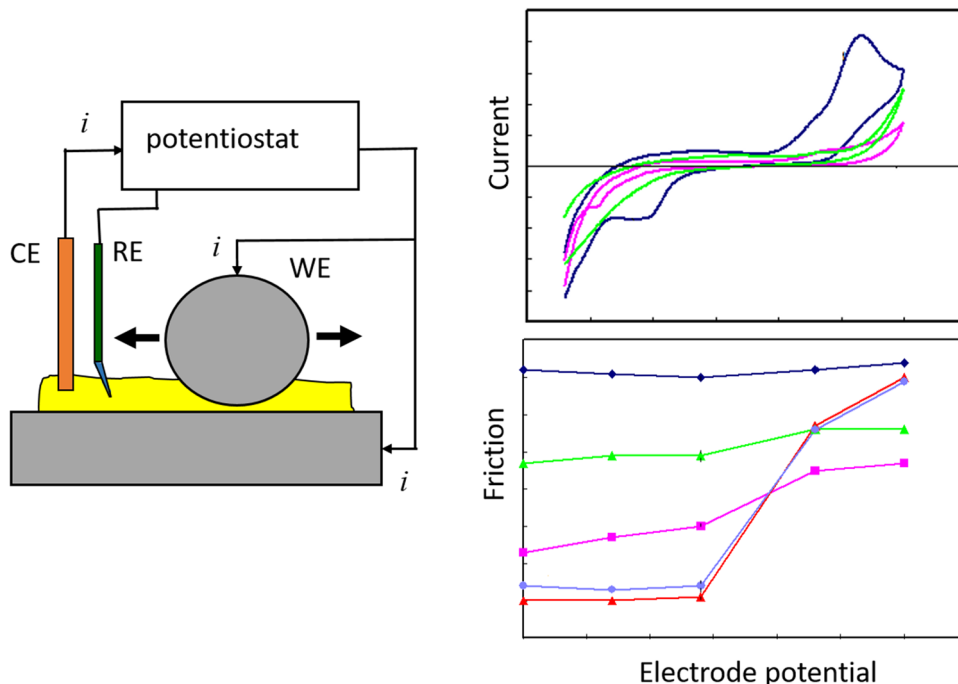 i
potentiostat
CE
RE
i
WE
i
Current
Friction
Electrode potential